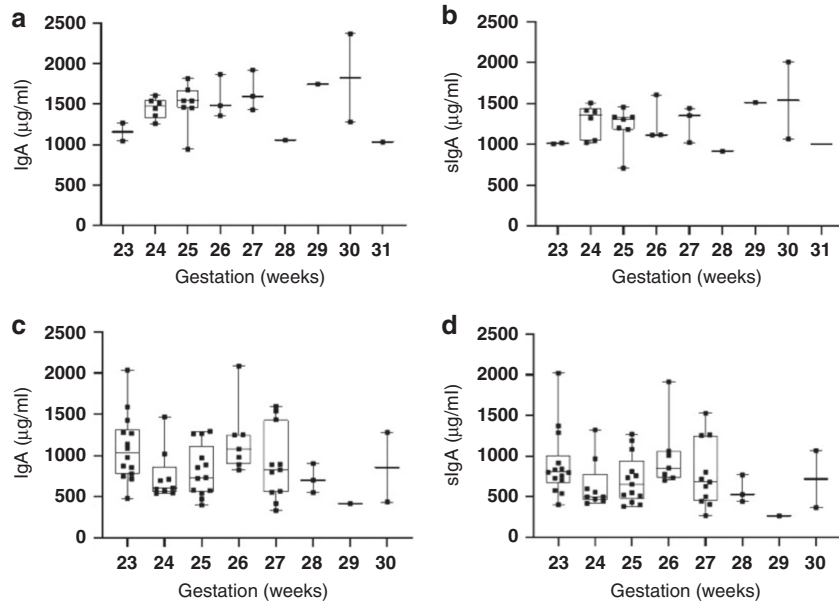 a
2500
2000
1500
1000
500
0
IgA (µg/ml)
23 24 25 26 27 28 29 30 31
Gestation (weeks)
b
2500
2000
1500
1000
500
0
sIgA (µg/ml)
23 24 25 26 27 28 29 30 31
Gestation (weeks)
c
2500
2000
1500
1000
500
0
IgA (µg/ml)
23 24 25 26 27 28 29 30
Gestation (weeks)
d
2500
2000
1500
1000
500
0
sIgA (µg/ml)
23 24 25 26 27 28 29 30
Gestation (weeks)